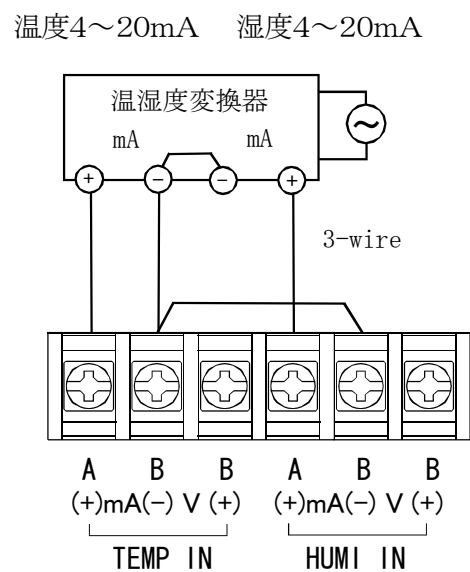 温度4～20mA 湿度4～20mA
温湿度変換器
mA mA
+ − − +
3-wire
A B B A B B
(+)mA(−) V (+) (+)mA(−) V (+)
TEMP IN HUMI IN